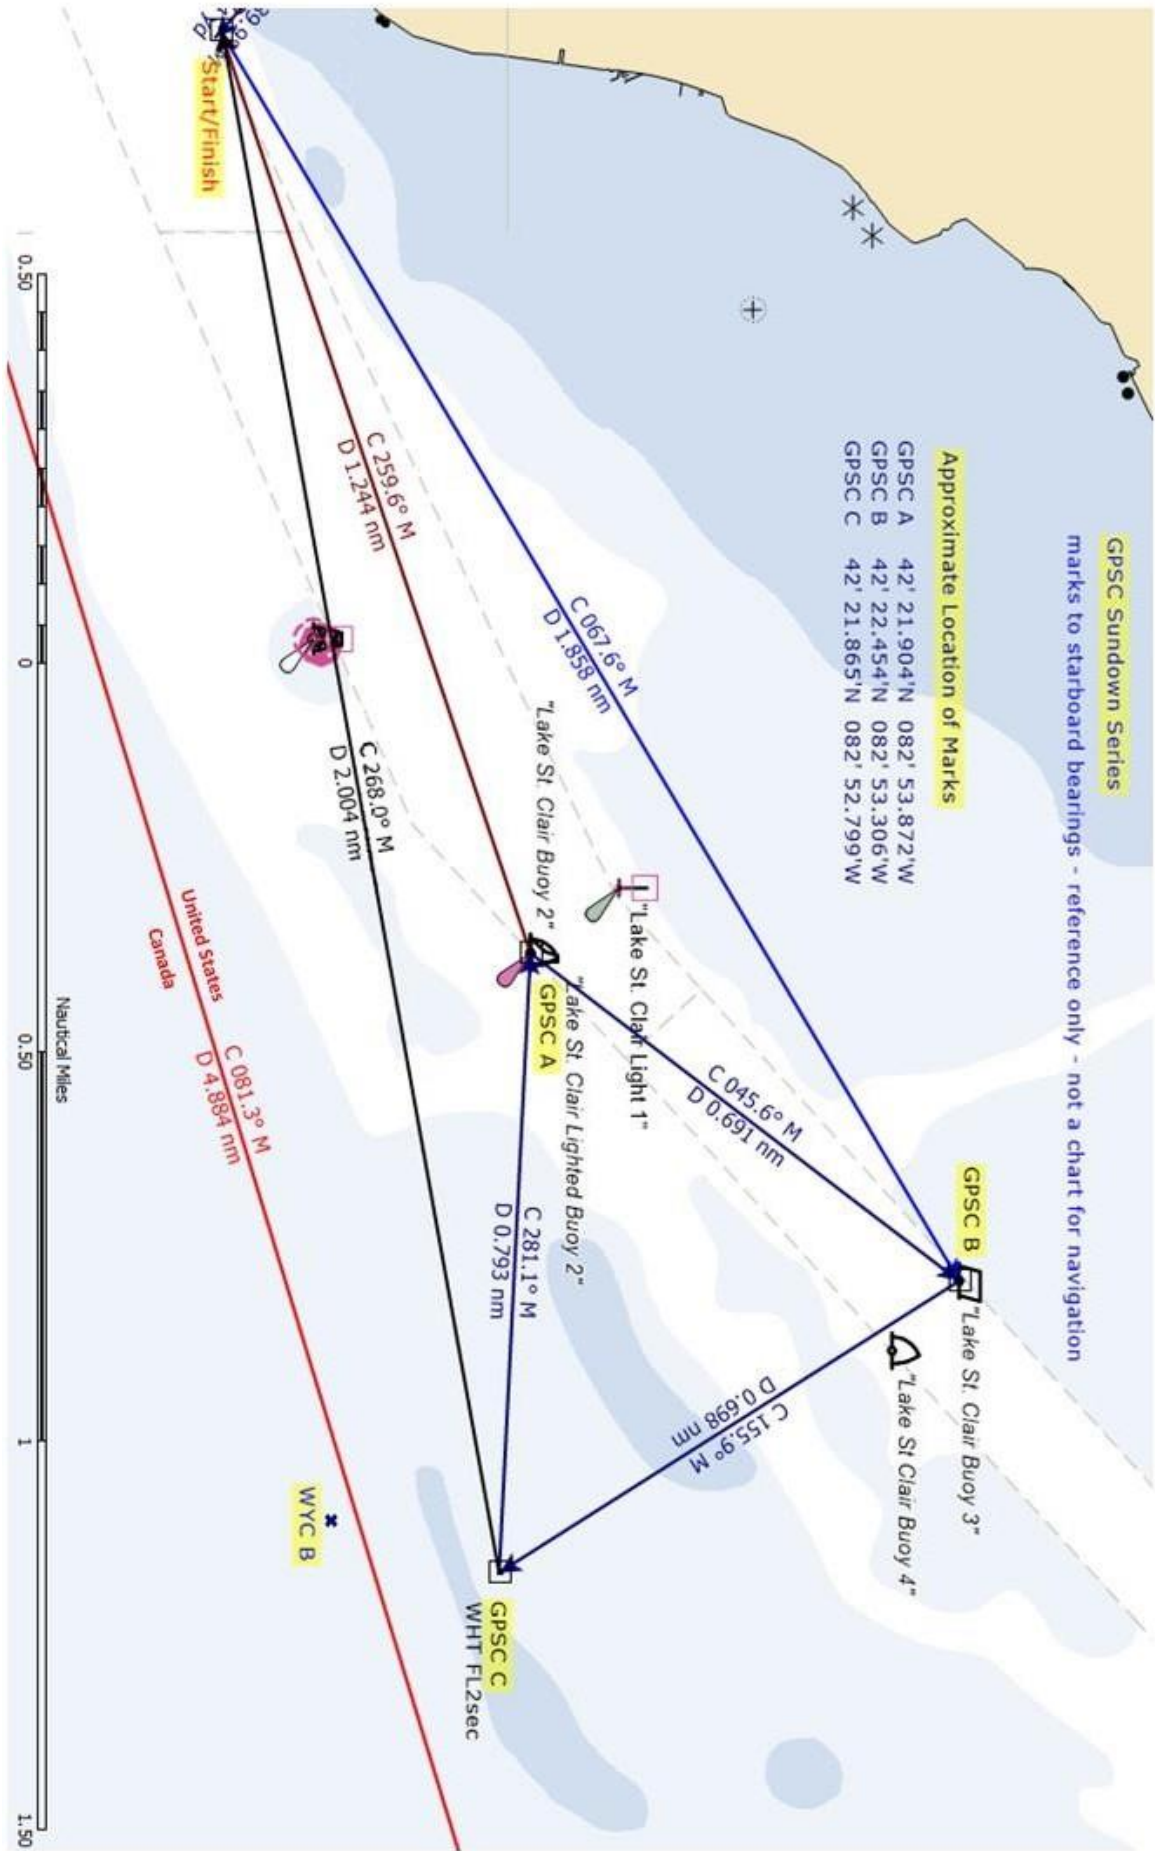 GPSC Sundown Series
marks to starboard bearings - reference only - not a chart for navigation
Approximate Location of Marks
GPSC A 42' 21.904'N 082' 53.872'W
GPSC B 42' 22.454'N 082' 53.306'W
GPSC C 42' 21.865'N 082' 52.799'W
GPSC B
"Lake St. Clair Buoy 3"
"Lake St Clair Buoy 4"
C 067.6° M
D 1.858 nm
C 045.6° M
D 0.691 nm
C 155.9° M
D 0.698 nm
"Lake St. Clair Light 1"
"Lake St. Clair Buoy 2"
"Lake St. Clair Lighted Buoy 2"
GPSC A
C 259.6° M
D 1.244 nm
C 281.1° M
D 0.793 nm
GPSC C
WHT FL2sec
C 268.0° M
D 2.004 nm
Start/Finish
WYC B
United States
Canada
C 081.3° M
D 4.884 nm
Nautical Miles
0.50 0 0.50 1 1.50